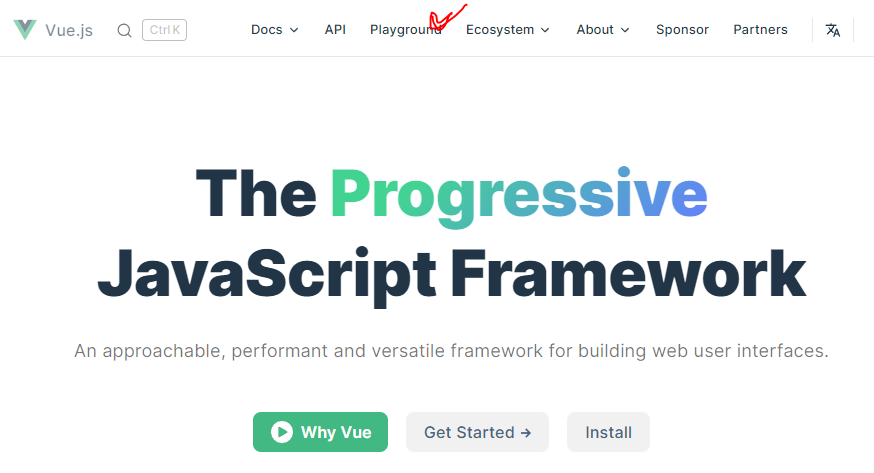 Vue.js Ctrl K Docs API Playground Ecosystem About Sponsor Partners
The Progressive
JavaScript Framework
An approachable, performant and versatile framework for building web user interfaces.
Why Vue Get Started → Install